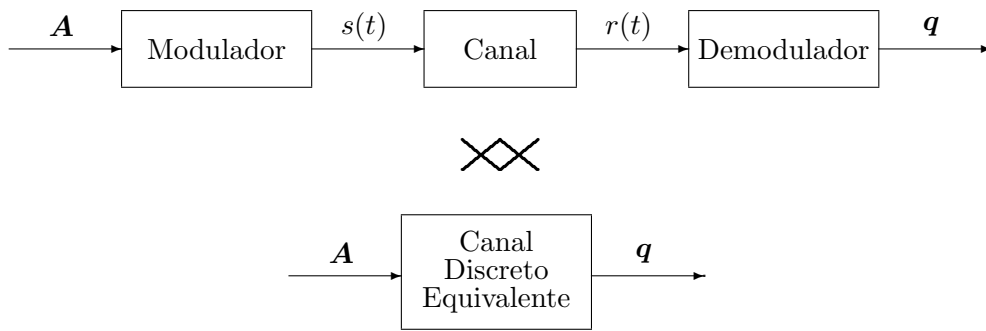 A Modulador s(t) Canal r(t) Demodulador q
A Canal Discreto Equivalente q